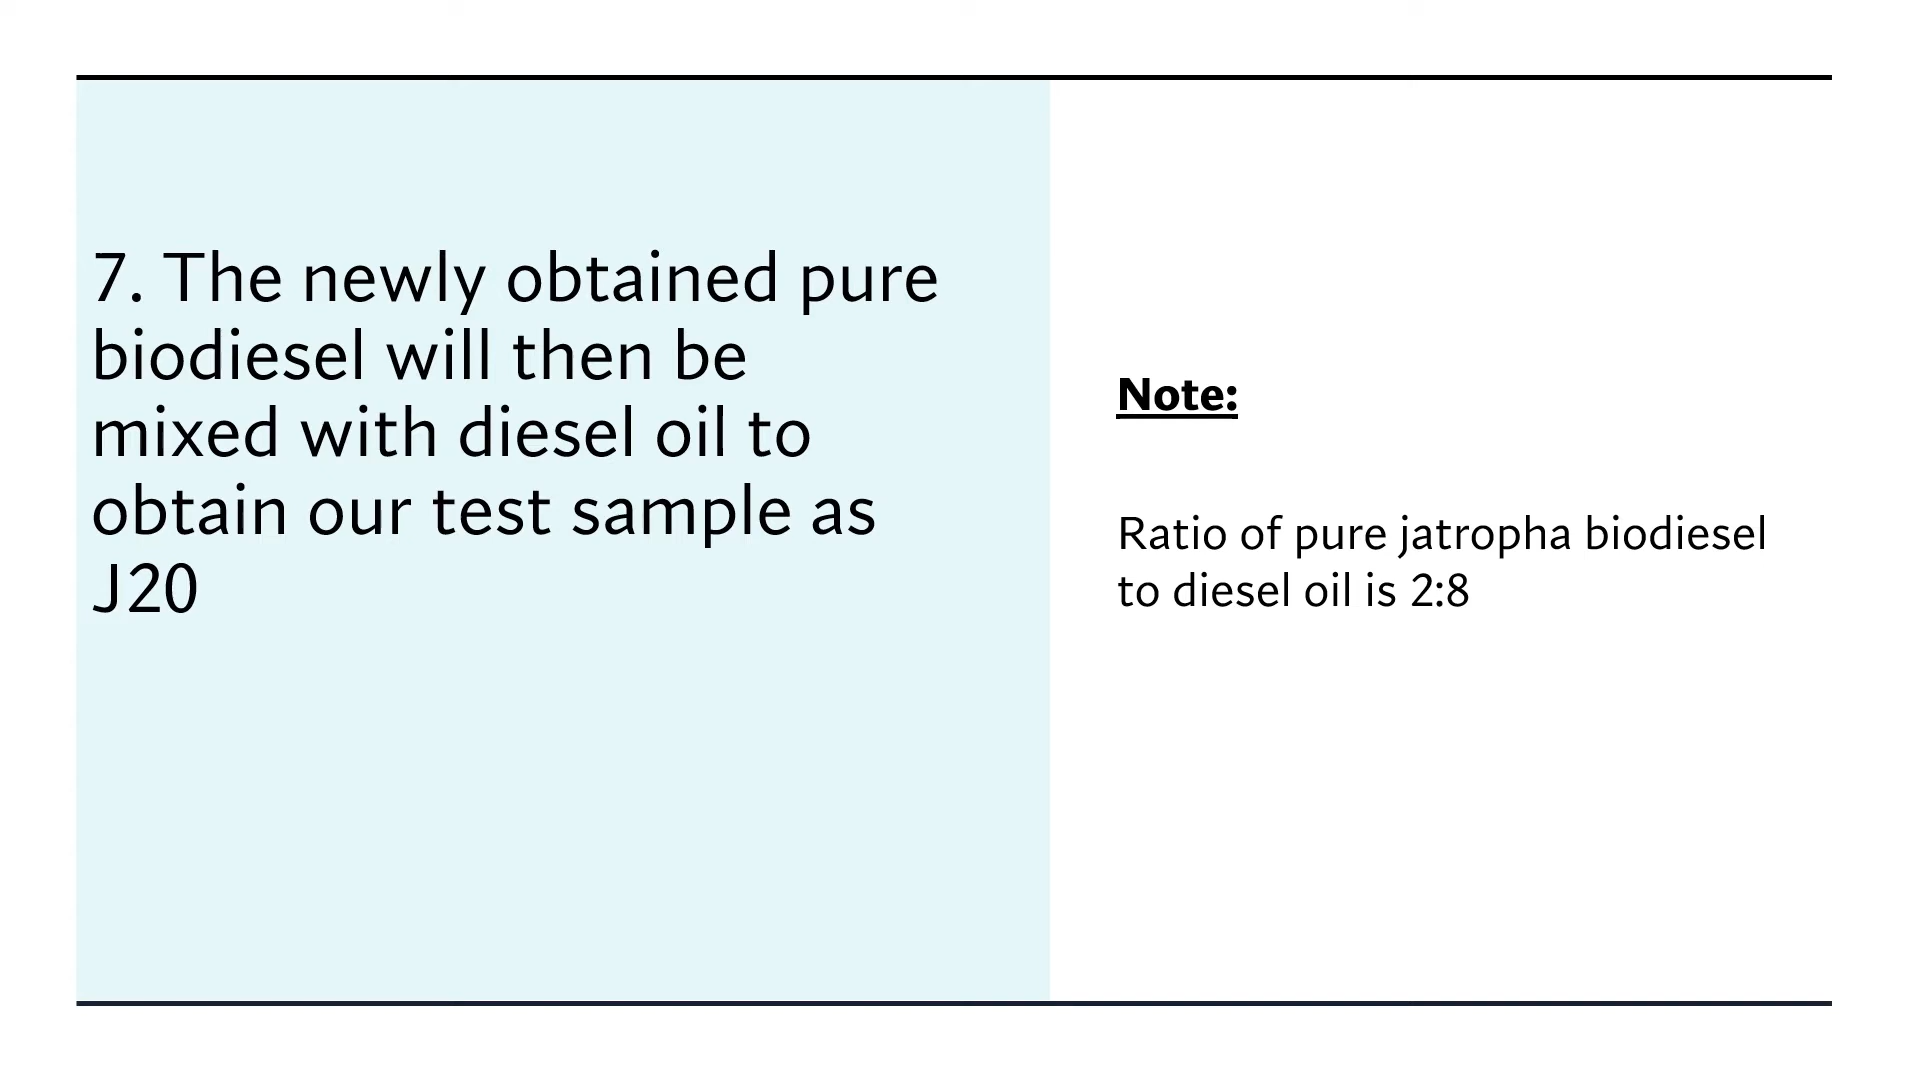 7. The newly obtained pure
biodiesel will then be
mixed with diesel oil to
obtain our test sample as
J20
Note:
Ratio of pure jatropha biodiesel
to diesel oil is 2:8